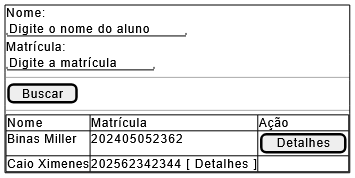 Nome:
Digite o nome do aluno
Matrícula:
Digite a matrícula
Buscar
Nome Matrícula Ação
Binas Miller 202405052362 Detalhes
Caio Ximenes 202562342344 [ Detalhes ]